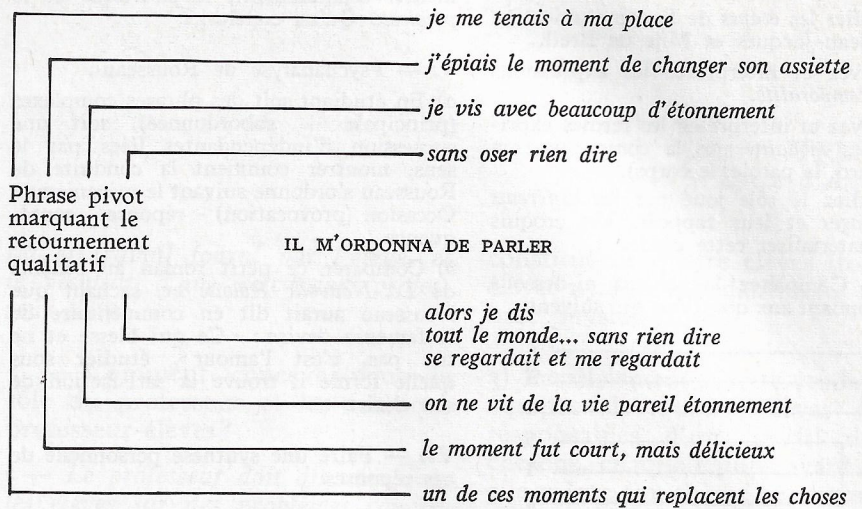 je me tenais à ma place
j'épiais le moment de changer son assiette
je vis avec beaucoup d'étonnement
sans oser rien dire
Phrase pivot
marquant le
retournement
qualitatif
IL M'ORDONNA DE PARLER
alors je dis
tout le monde... sans rien dire
se regardait et me regardait
on ne vit de la vie pareil étonnement
le moment fut court, mais délicieux
un de ces moments qui replacent les choses